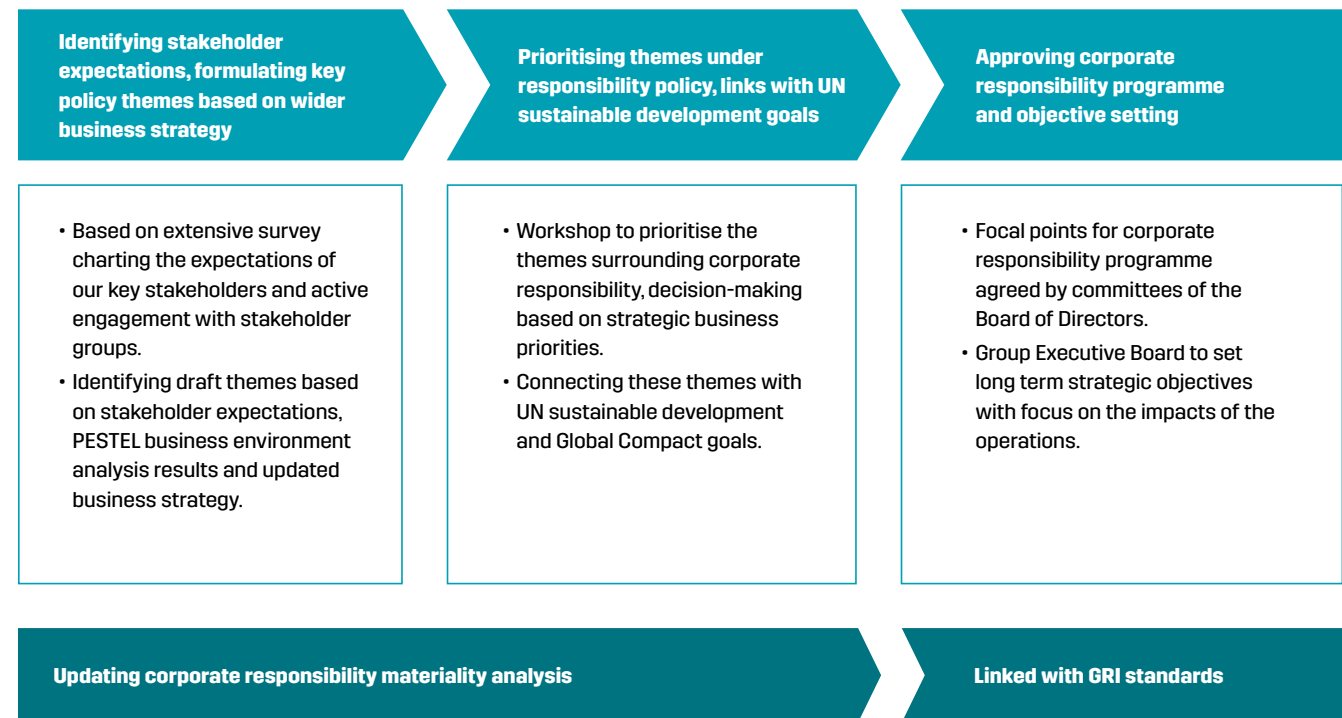 Identifying stakeholder
expectations, formulating key
policy themes based on wider
business strategy
Prioritising themes under
responsibility policy, links with UN
sustainable development goals
Approving corporate
responsibility programme
and objective setting
• Based on extensive survey
charting the expectations of
our key stakeholders and active
engagement with stakeholder
groups.
• Identifying draft themes based
on stakeholder expectations,
PESTEL business environment
analysis results and updated
business strategy.
• Workshop to prioritise the
themes surrounding corporate
responsibility, decision-making
based on strategic business
priorities.
• Connecting these themes with
UN sustainable development
and Global Compact goals.
• Focal points for corporate
responsibility programme
agreed by committees of the
Board of Directors.
• Group Executive Board to set
long term strategic objectives
with focus on the impacts of the
operations.
Updating corporate responsibility materiality analysis
Linked with GRI standards